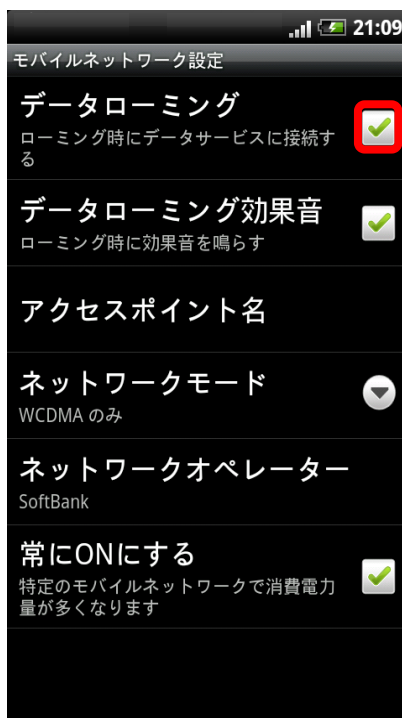 21:09
モバイルネットワーク設定
データローミング
ローミング時にデータサービスに接続す
る
データローミング効果音
ローミング時に効果音を鳴らす
アクセスポイント名
ネットワークモード
WCDMA のみ
ネットワークオペレーター
SoftBank
常にONにする
特定のモバイルネットワークで消費電力
量が多くなります